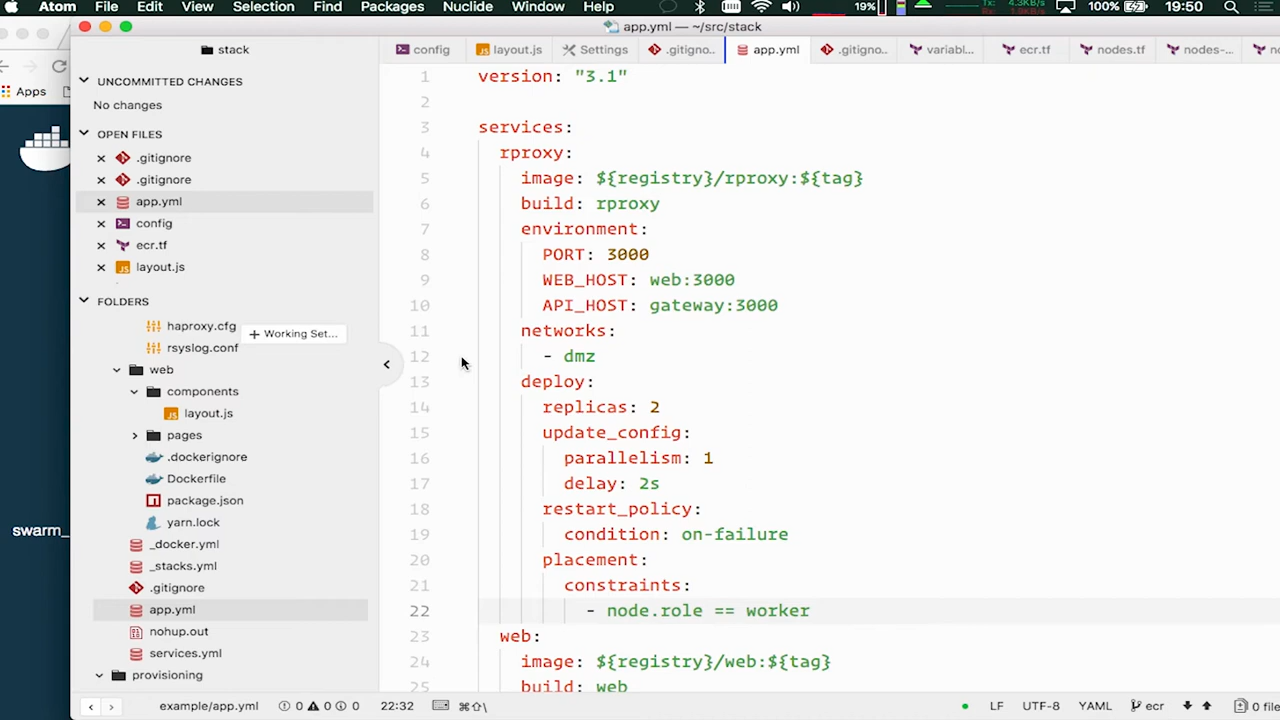 Atom File Edit View Selection Find Packages Nuclide Window Help 19% Tx: 4.3KB/s Rx: 1.9KB/s 100% 19:50
app.yml — ~/src/stack
stack
config layout.js Settings .gitigno.. app.yml .gitigno.. variabl... ec.tf nodes.tf nodes-...
Apps
UNCOMMITTED CHANGES
No changes
OPEN FILES
.gitignore
.gitignore
app.yml
config
ecr.tf
layout.js
FOLDERS
haproxy.cfg
Working Set...
rsyslog.conf
web
components
layout.js
pages
.dockerignore
Dockerfile
package.json
yarn.lock
_docker.yml
_stacks.yml
.gitignore
app.yml
nohup.out
services.yml
provisioning
swarm_
1 version: "3.1"
2
3 services:
4 rproxy:
5 image: ${registry}/rproxy:${tag}
6 build: rproxy
7 environment:
8 PORT: 3000
9 WEB_HOST: web:3000
10 API_HOST: gateway:3000
11 networks:
12 - dmz
13 deploy:
14 replicas: 2
15 update_config:
16 parallelism: 1
17 delay: 2s
18 restart_policy:
19 condition: on-failure
20 placement:
21 constraints:
22 - node.role == worker
23 web:
24 image: ${registry}/web:${tag}
25 build: web
example/app.yml 0 0 0 22:32 ⌘⇧\ LF UTF-8 YAML ecr 0 file